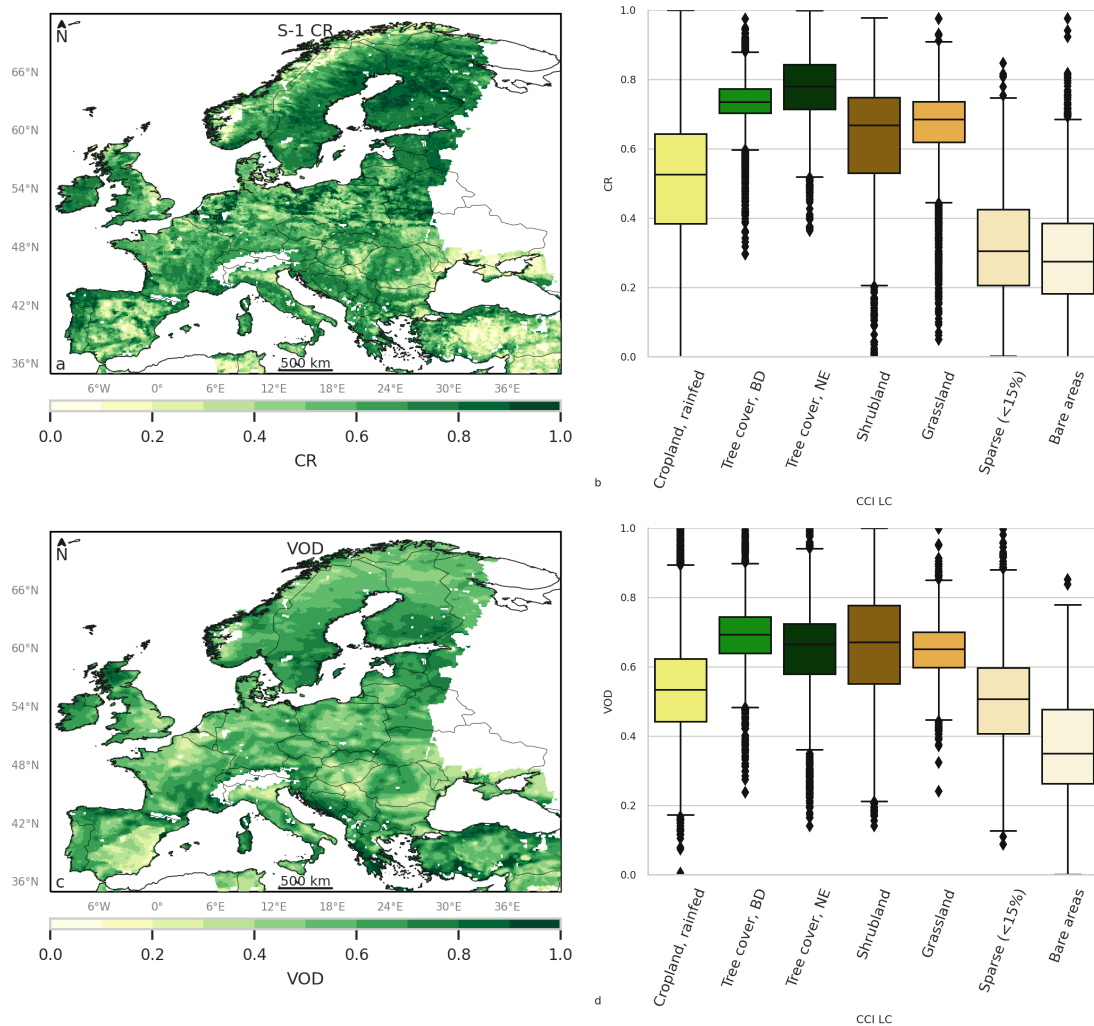 N
S-1 CR
66°N
60°N
54°N
48°N
42°N
36°N
a
500 km
6°W 0° 6°E 12°E 18°E 24°E 30°E 36°E
0.0 0.2 0.4 0.6 0.8 1.0
CR
1.0
0.8
0.6
0.4
0.2
0.0
CR
Cropland, rainfed
Tree cover, BD
Tree cover, NE
Shrubland
Grassland
Sparse (<15%)
Bare areas
b
CCI LC
N
VOD
66°N
60°N
54°N
48°N
42°N
36°N
c
500 km
6°W 0° 6°E 12°E 18°E 24°E 30°E 36°E
0.0 0.2 0.4 0.6 0.8 1.0
VOD
1.0
0.8
0.6
0.4
0.2
0.0
VOD
Cropland, rainfed
Tree cover, BD
Tree cover, NE
Shrubland
Grassland
Sparse (<15%)
Bare areas
d
CCI LC